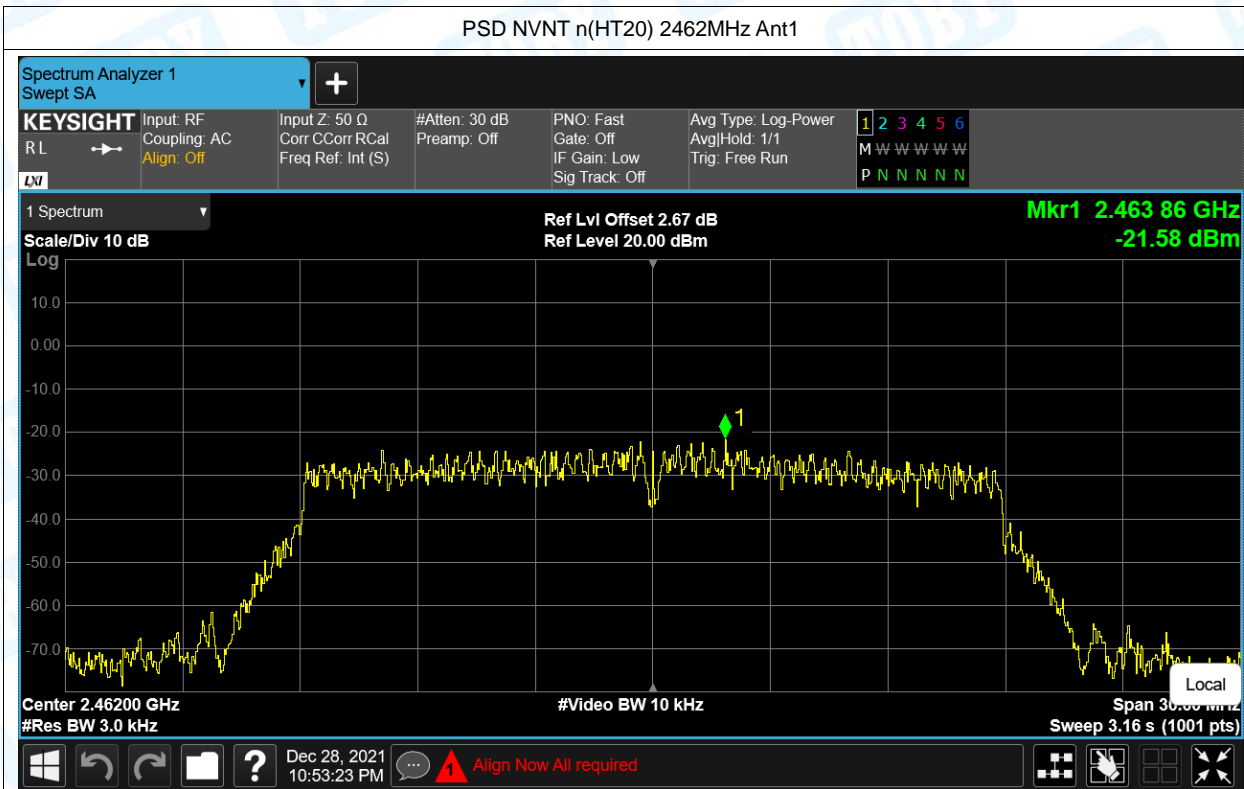 PSD NVNT n(HT20) 2462MHz Ant1
Spectrum Analyzer 1
Swept SA
KEYSIGHT
R L
LXI
Input: RF
Coupling: AC
Align: Off
Input Z: 50 Ω
Corr CCorr RCal
Freq Ref: Int (S)
#Atten: 30 dB
Preamp: Off
PNO: Fast
Gate: Off
IF Gain: Low
Sig Track: Off
Avg Type: Log-Power
Avg|Hold: 1/1
Trig: Free Run
1 2 3 4 5 6
M W W W W W
P N N N N N
1 Spectrum
Scale/Div 10 dB
Ref Lvl Offset 2.67 dB
Ref Level 20.00 dBm
Mkr1 2.463 86 GHz
-21.58 dBm
Log
10.0
0.00
-10.0
-20.0
-30.0
-40.0
-50.0
-60.0
-70.0
1
Center 2.46200 GHz
#Res BW 3.0 kHz
#Video BW 10 kHz
Span 30.00 MHz
Sweep 3.16 s (1001 pts)
Local
?
Dec 28, 2021
10:53:23 PM
1
Align Now All required
TOBY